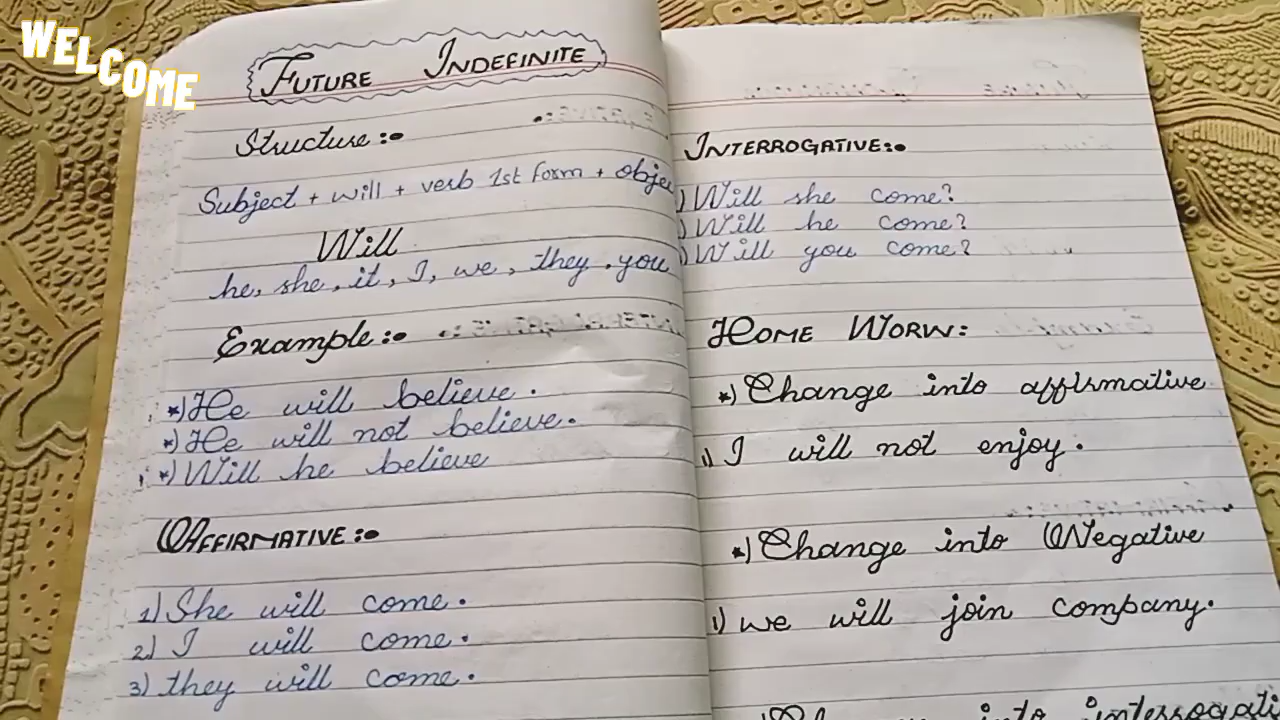 WELCOME
FUTURE INDEFINITE
Structure:
Subject + will + verb 1st form + objec
Will
he, she, it, I, we, they, you
Example:
*) He will believe.
*) He will not believe.
*) Will he believe
AFFIRMATIVE:
1) She will come.
2) I will come.
3) they will come.
INTERROGATIVE:
) Will she come?
) Will he come?
) Will you come?
HOME WORW:
*) Change into affirmative
1) I will not enjoy.
*) Change into Negative
1) we will join company.
into interrogati